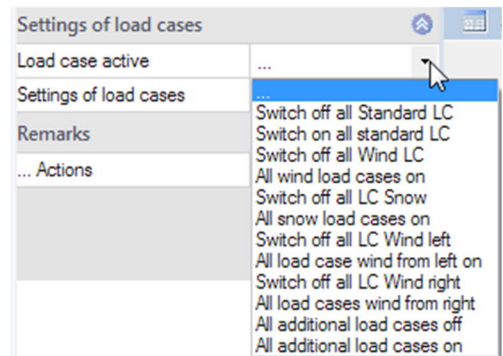 Settings of load cases
Load case active ...
Settings of load cases ...
Switch off all Standard LC
Switch on all standard LC
Remarks
Switch off all Wind LC
All wind load cases on
... Actions
Switch off all LC Snow
All snow load cases on
Switch off all LC Wind left
All load case wind from left on
Switch off all LC Wind right
All load cases wind from right
All additional load cases off
All additional load cases on